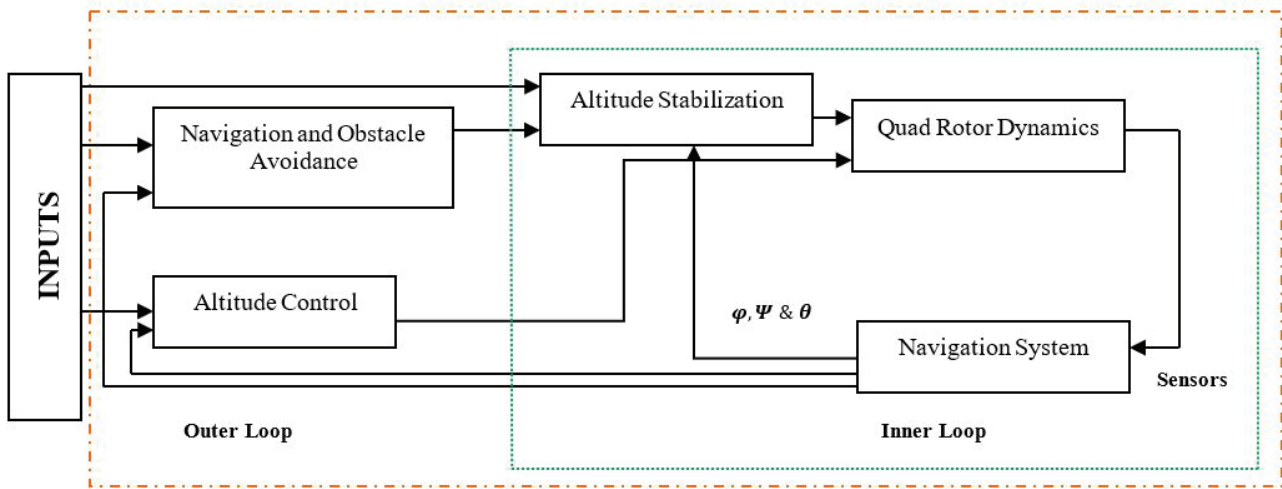 INPUTS
Navigation and Obstacle
Avoidance
Altitude Stabilization
Quad Rotor Dynamics
Altitude Control
𝝋, 𝜳 & 𝜽
Navigation System
Sensors
Outer Loop
Inner Loop